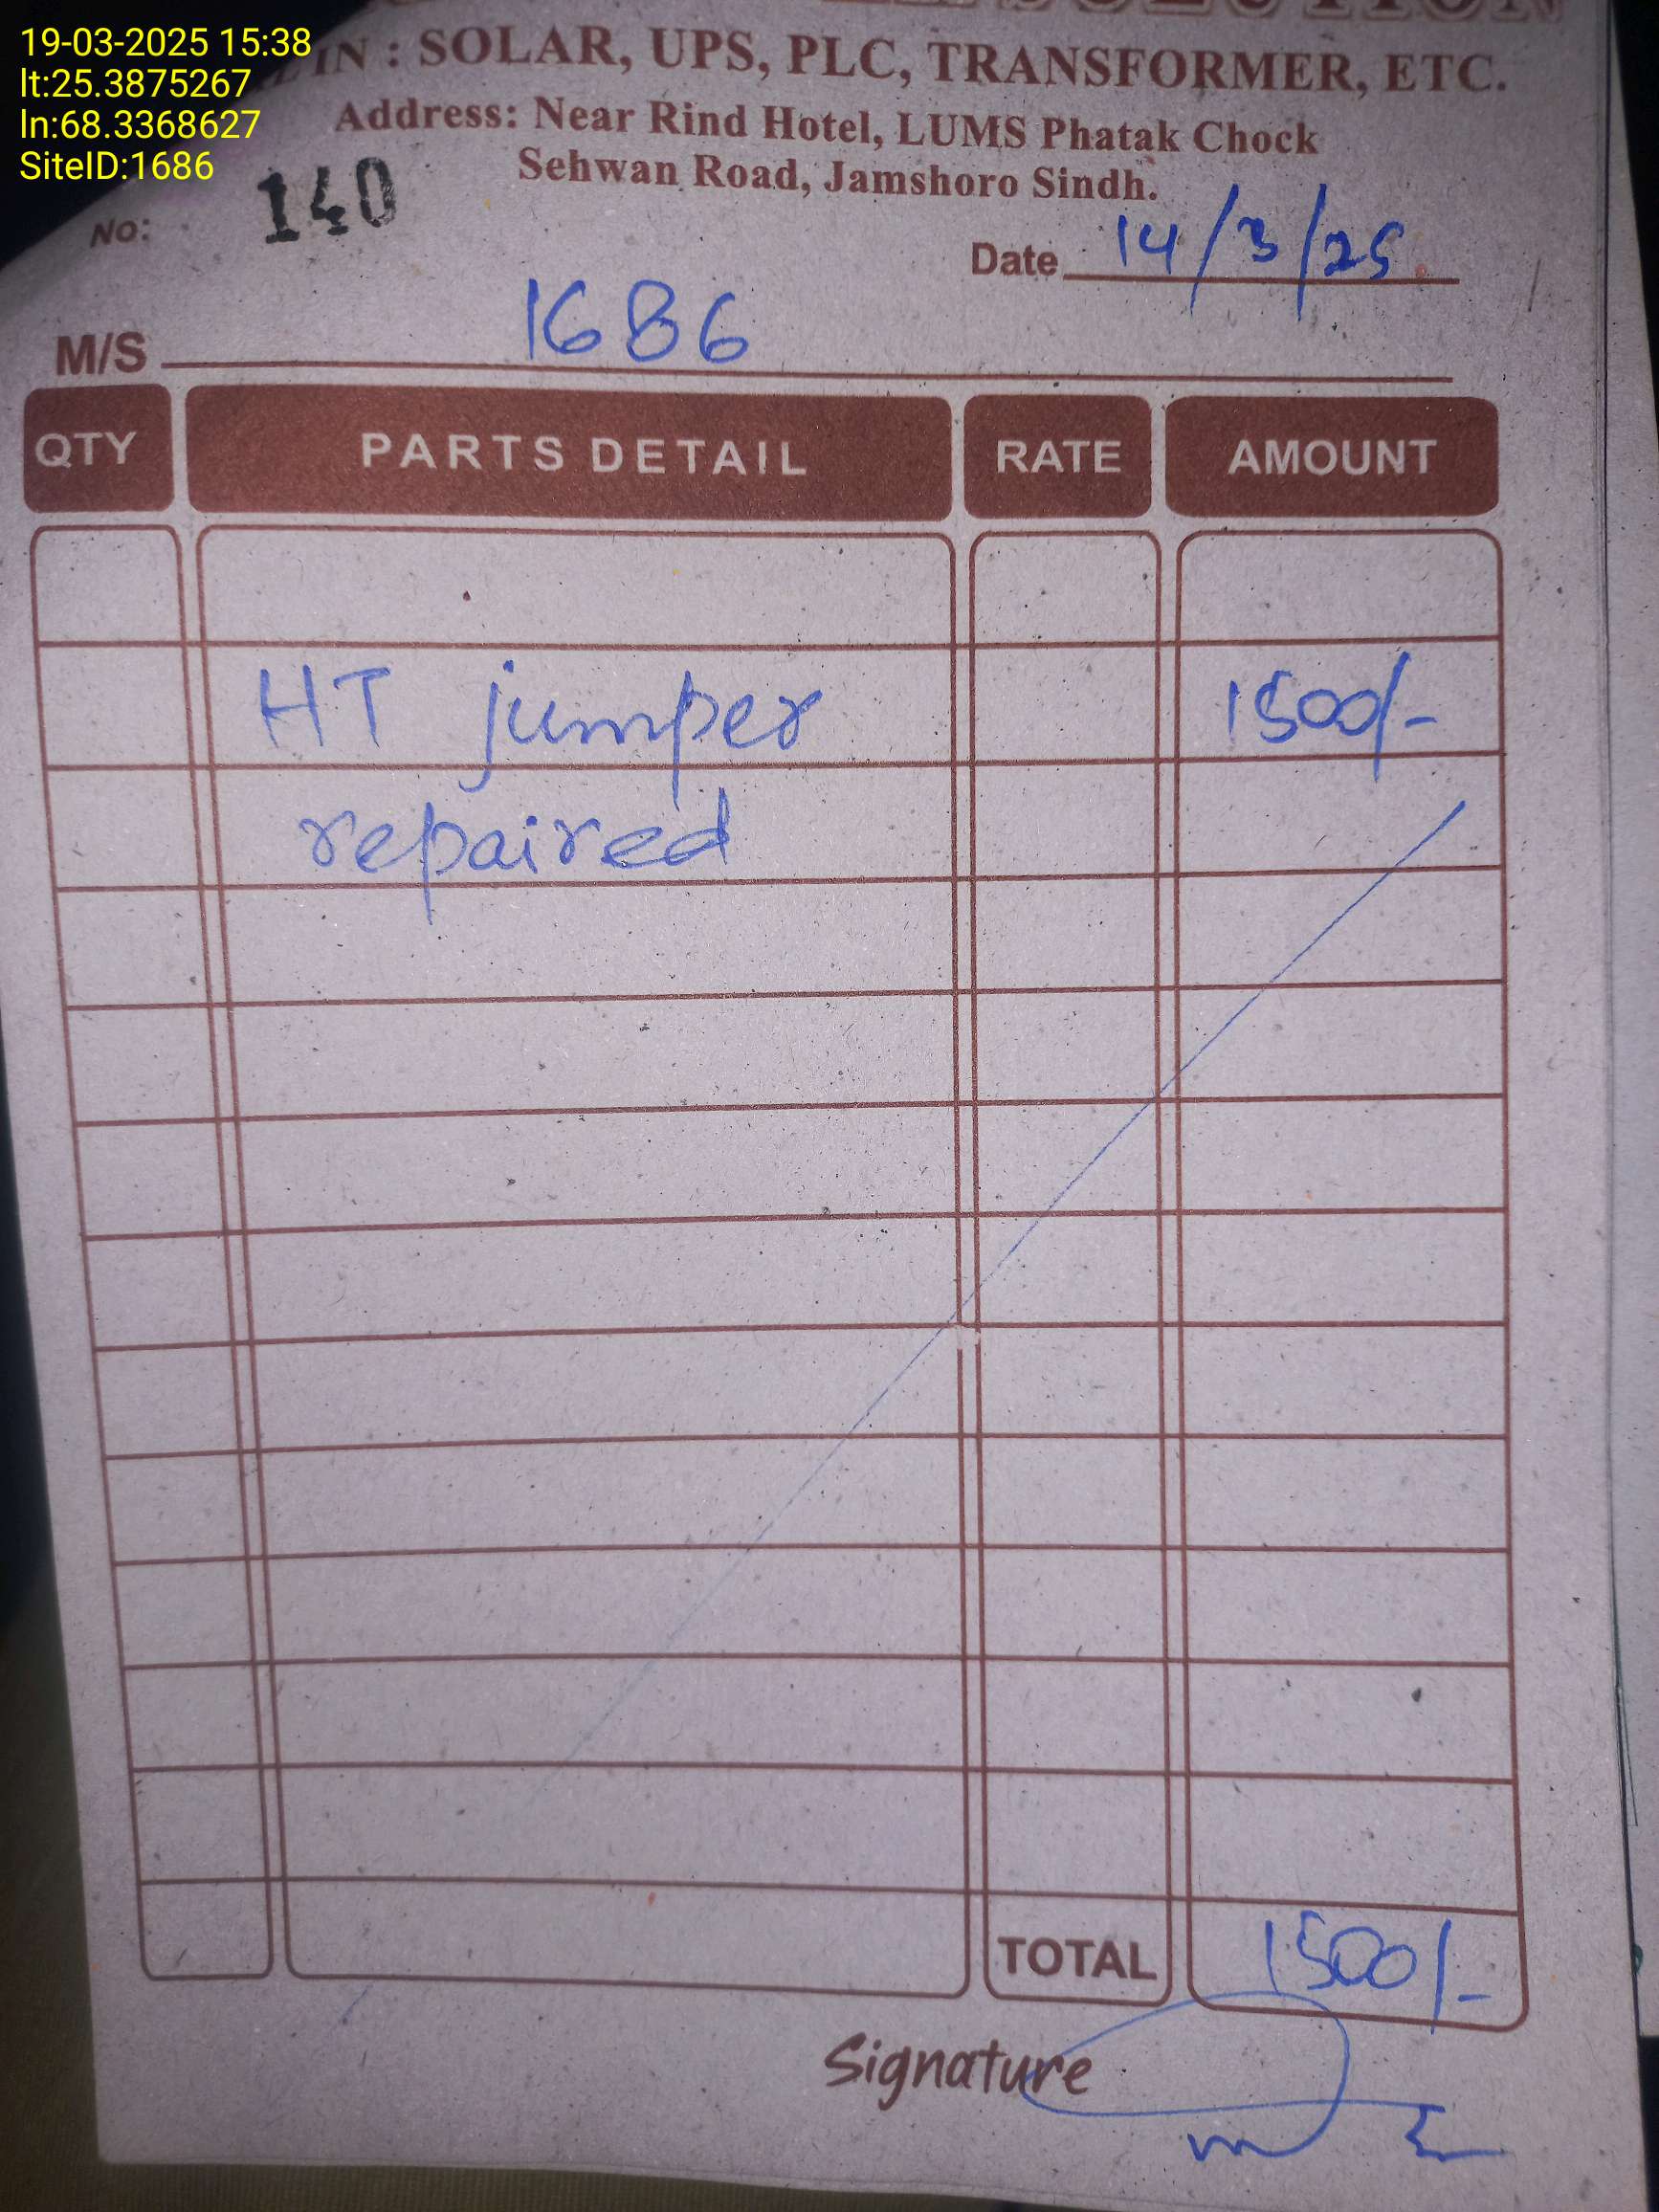 19-03-2025 15:38
lt:25.3875267
ln:68.3368627
SiteID:1686
SOLUTION
IN : SOLAR, UPS, PLC, TRANSFORMER, ETC.
Address: Near Rind Hotel, LUMS Phatak Chock
Sehwan Road, Jamshoro Sindh.
No: 140
Date 14/3/25
M/S 1686
QTY PARTS DETAIL RATE AMOUNT
HT jumper 1500/-
repaired
TOTAL 1500/-
Signature